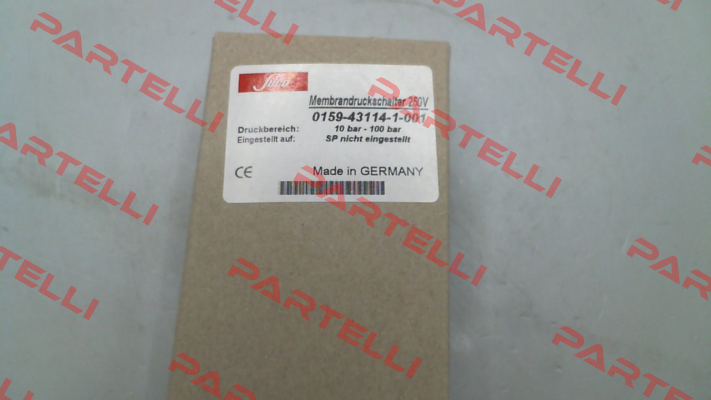 Suco
Membrandruckschalter 250V
0159-43114-1-001
Druckbereich: 10 bar - 100 bar
Eingestellt auf: SP nicht eingestellt
CE Made in GERMANY
PARTELLI
PARTELLI
PARTELLI
PARTELLI
PARTELLI
PARTELLI
PARTELLI
PARTELLI
PARTELLI
PARTELLI